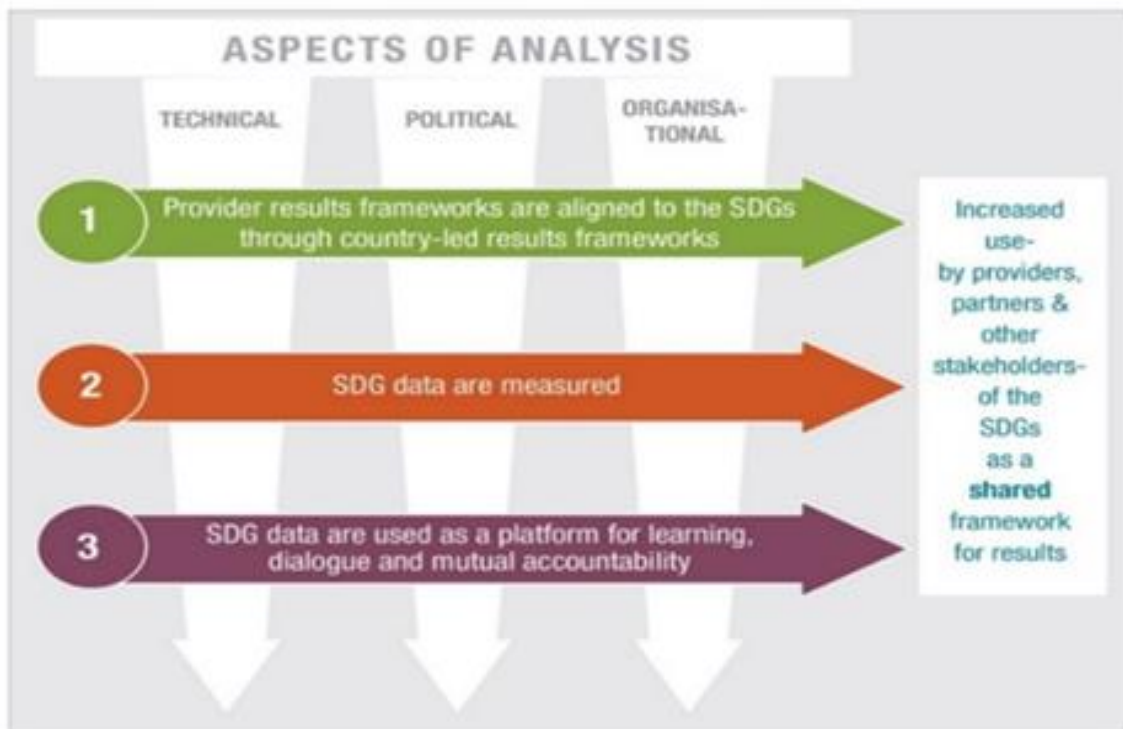 ASPECTS OF ANALYSIS
TECHNICAL
POLITICAL
ORGANISA-
TIONAL
1
Provider results frameworks are aligned to the SDGs
through country-led results frameworks
2
SDG data are measured
3
SDG data are used as a platform for learning,
dialogue and mutual accountability
Increased
use-
by providers,
partners &
other
stakeholders-
of the
SDGs
as a
shared
framework
for results